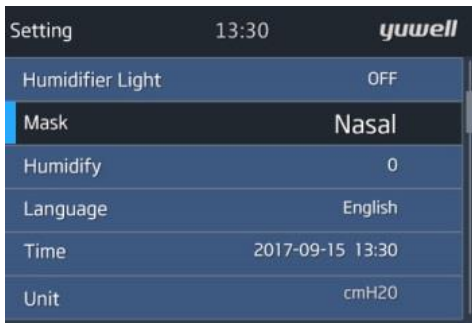 Setting 13:30 yuwell
Humidifier Light OFF
Mask Nasal
Humidify 0
Language English
Time 2017-09-15 13:30
Unit cmH20